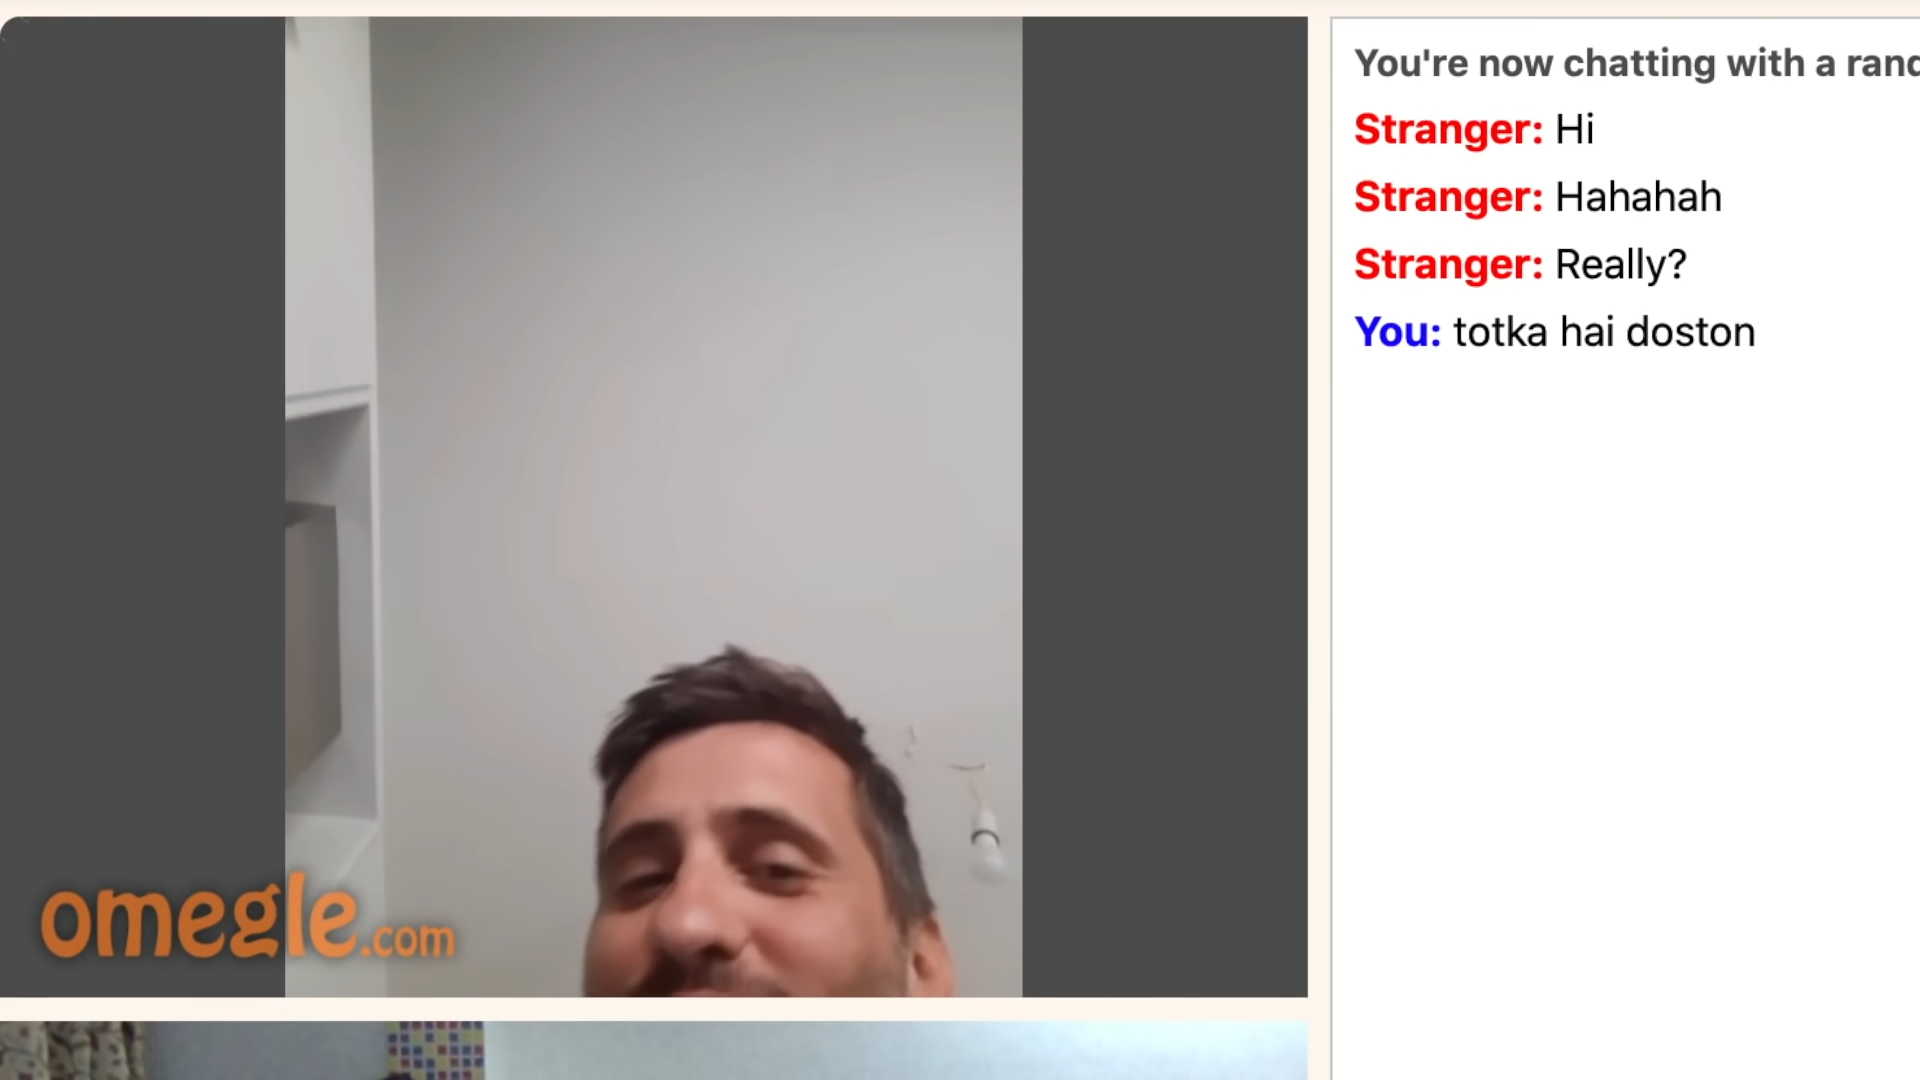 You're now chatting with a rand
Stranger: Hi
Stranger: Hahahah
Stranger: Really?
You: totka hai doston
omegle.com